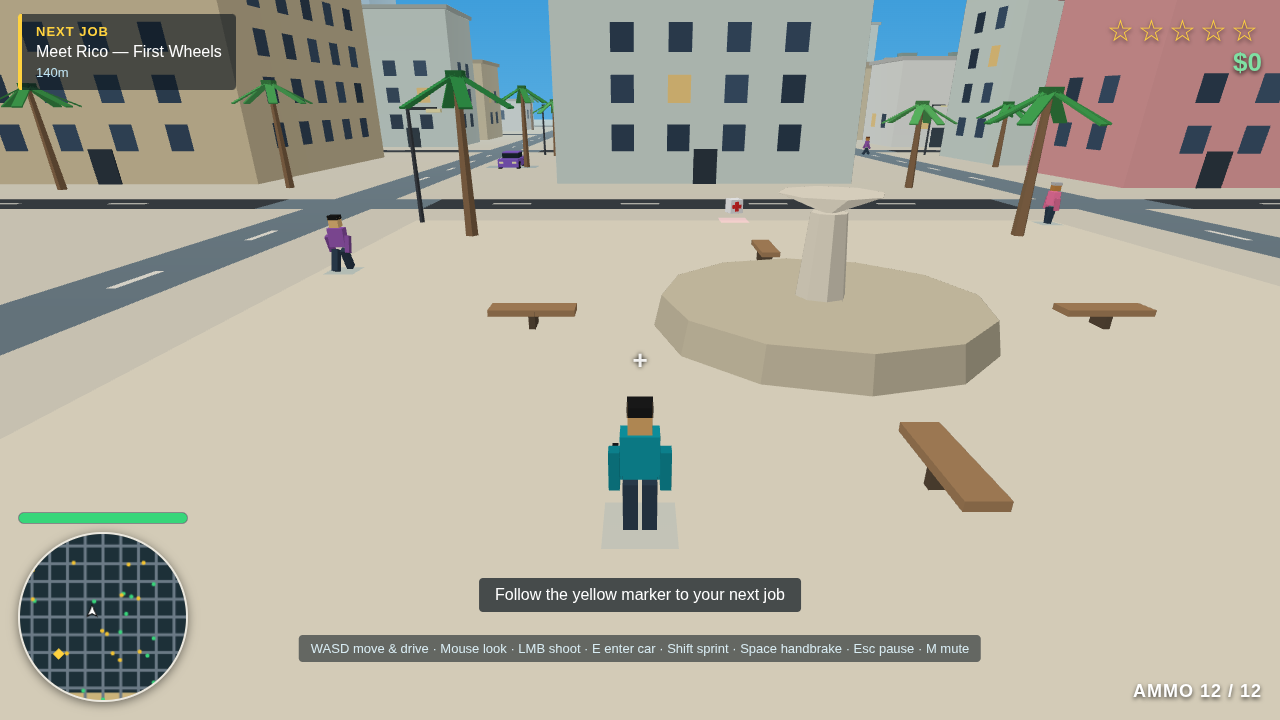 NEXT JOB
Meet Rico — First Wheels
140m
☆☆☆☆☆
$0
Follow the yellow marker to your next job
WASD move & drive · Mouse look · LMB shoot · E enter car · Shift sprint · Space handbrake · Esc pause · M mute
AMMO 12 / 12